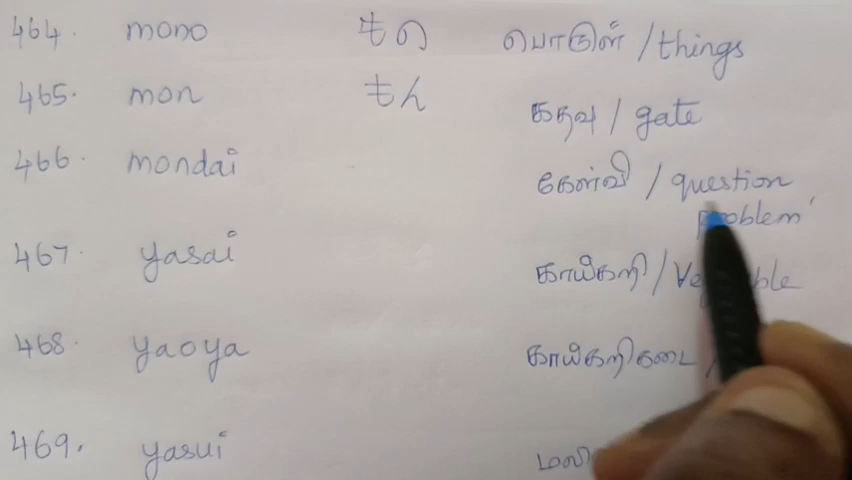 464. mono もの பொருள் / things
465. mon もん கதவு / gate
466. mondai கேள்வி / question
problem
467. yasai காய்கறி /
468. yaoya காய்கறிகடை /
469. yasui